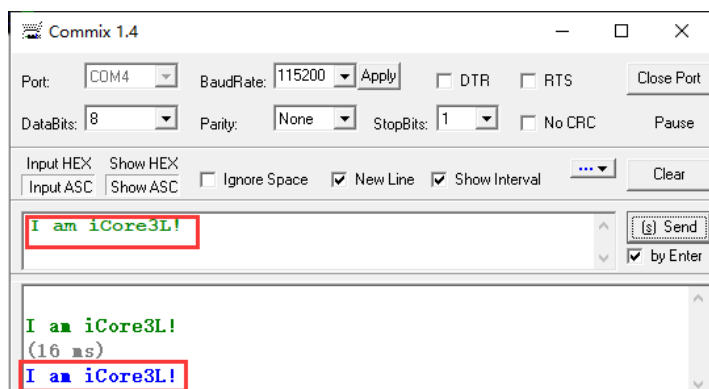 Commix 1.4
Port: COM4 BaudRate: 115200 Apply DTR RTS Close Port
DataBits: 8 Parity: None StopBits: 1 No CRC Pause
Input HEX Show HEX
Input ASC Show ASC Ignore Space New Line Show Interval ... Clear
I am iCore3L!
(s) Send
by Enter
I am iCore3L!
(16 ms)
I am iCore3L!